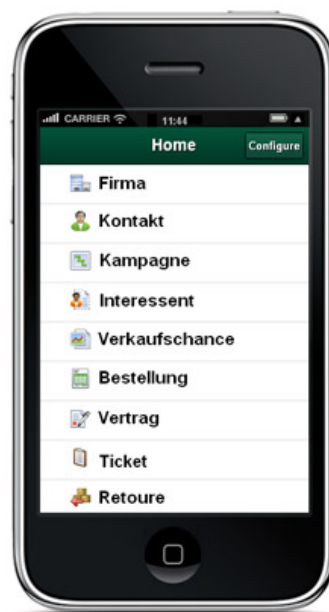 CARRIER 11:44
Home Configure
Firma
Kontakt
Kampagne
Interessent
Verkaufschance
Bestellung
Vertrag
Ticket
Retoure